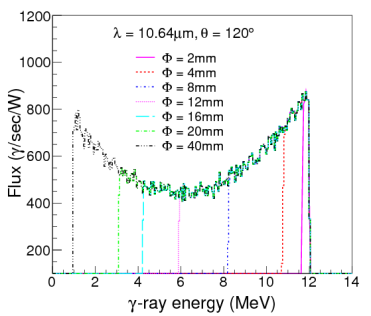 1200
1000
800
600
400
200
Flux (γ/sec/W)
λ = 10.64μm, θ = 120°
Φ = 2mm
Φ = 4mm
Φ = 8mm
Φ = 12mm
Φ = 16mm
Φ = 20mm
Φ = 40mm
0 2 4 6 8 10 12 14
γ-ray energy (MeV)